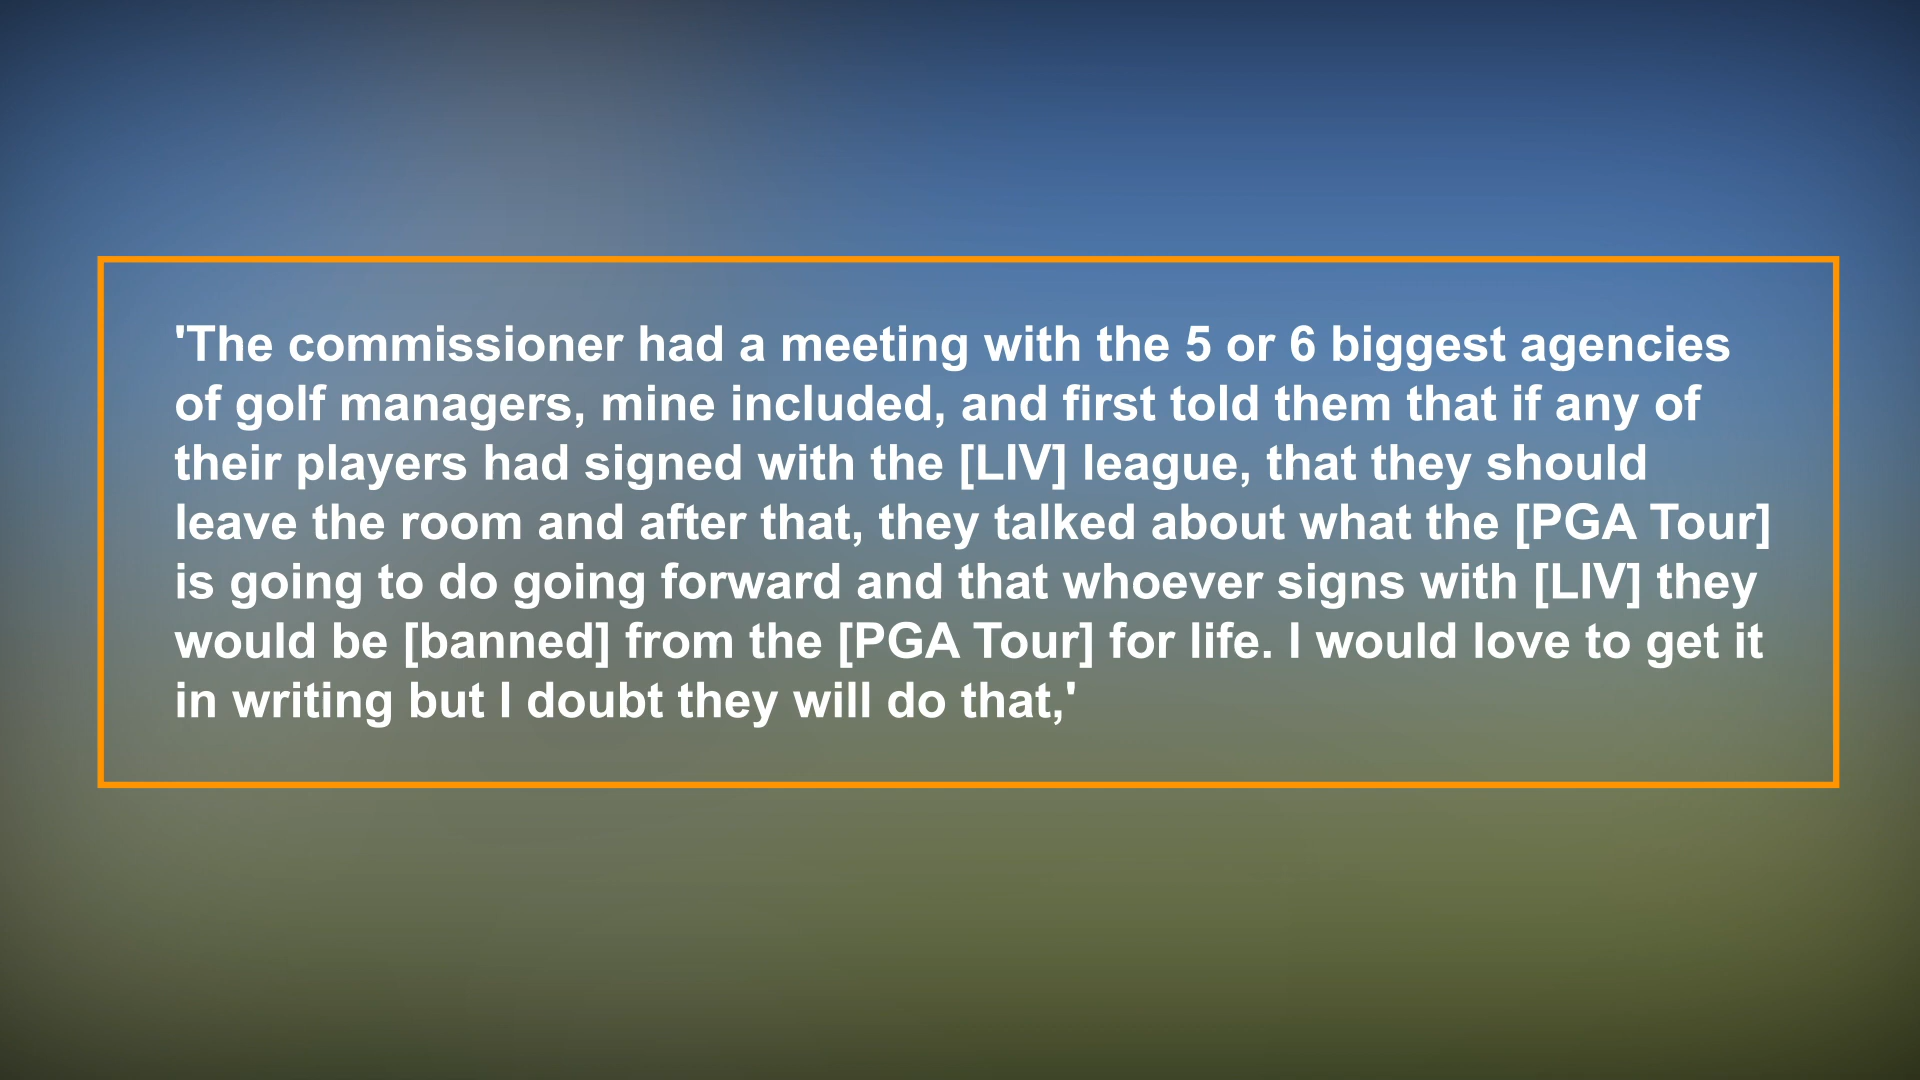 'The commissioner had a meeting with the 5 or 6 biggest agencies
of golf managers, mine included, and first told them that if any of
their players had signed with the [LIV] league, that they should
leave the room and after that, they talked about what the [PGA Tour]
is going to do going forward and that whoever signs with [LIV] they
would be [banned] from the [PGA Tour] for life. I would love to get it
in writing but I doubt they will do that,'